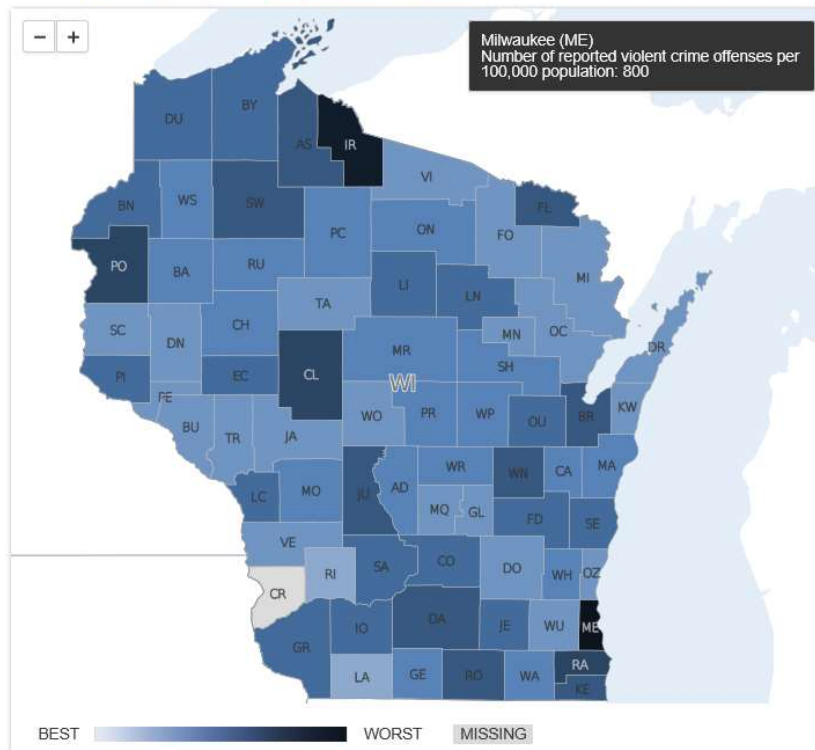 − +
Milwaukee (ME)
Number of reported violent crime offenses per
100,000 population: 800
DU
BY
AS
IR
VI
BN
WS
SW
PC
ON
FO
FL
PO
BA
RU
LI
LN
MI
SC
DN
CH
TA
MN
OC
DR
PI
EC
CL
MR
SH
PE
WI
BU
TR
JA
WO
PR
WP
OU
BR
KW
LC
MO
JU
AD
WR
WN
CA
MA
MQ
GL
FD
SE
VE
CR
RI
SA
CO
DO
WH
OZ
GR
IO
DA
JE
WU
ME
LA
GE
RO
WA
RA
KE
BEST WORST MISSING